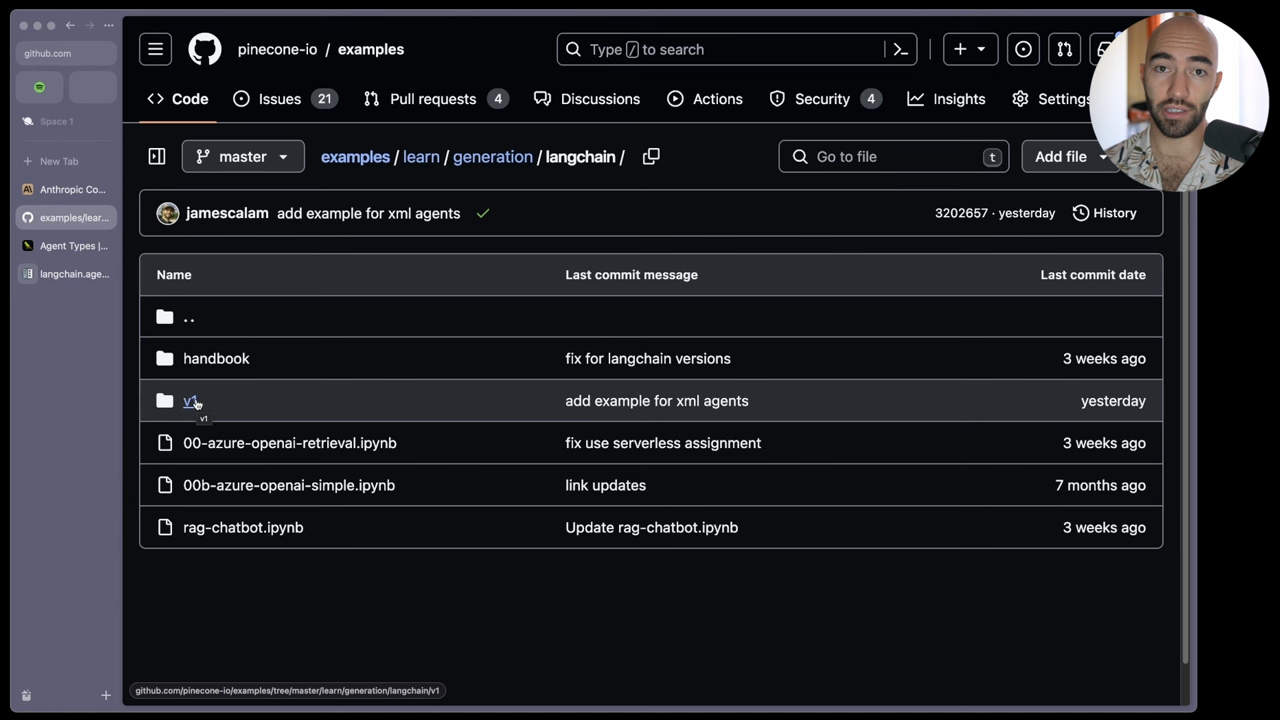 github.com
Space 1
New Tab
Anthropic Co...
examples/lear...
Agent Types |...
langchain.age...
pinecone-io / examples
Type / to search
Code
Issues 21
Pull requests 4
Discussions
Actions
Security 4
Insights
Settings
master
examples / learn / generation / langchain /
Go to file t
Add file
jamescalam add example for xml agents
3202657 · yesterday
History
Name Last commit message Last commit date
..
handbook fix for langchain versions 3 weeks ago
v1 add example for xml agents yesterday
v1
00-azure-openai-retrieval.ipynb fix use serverless assignment 3 weeks ago
00b-azure-openai-simple.ipynb link updates 7 months ago
rag-chatbot.ipynb Update rag-chatbot.ipynb 3 weeks ago
github.com/pinecone-io/examples/tree/master/learn/generation/langchain/v1